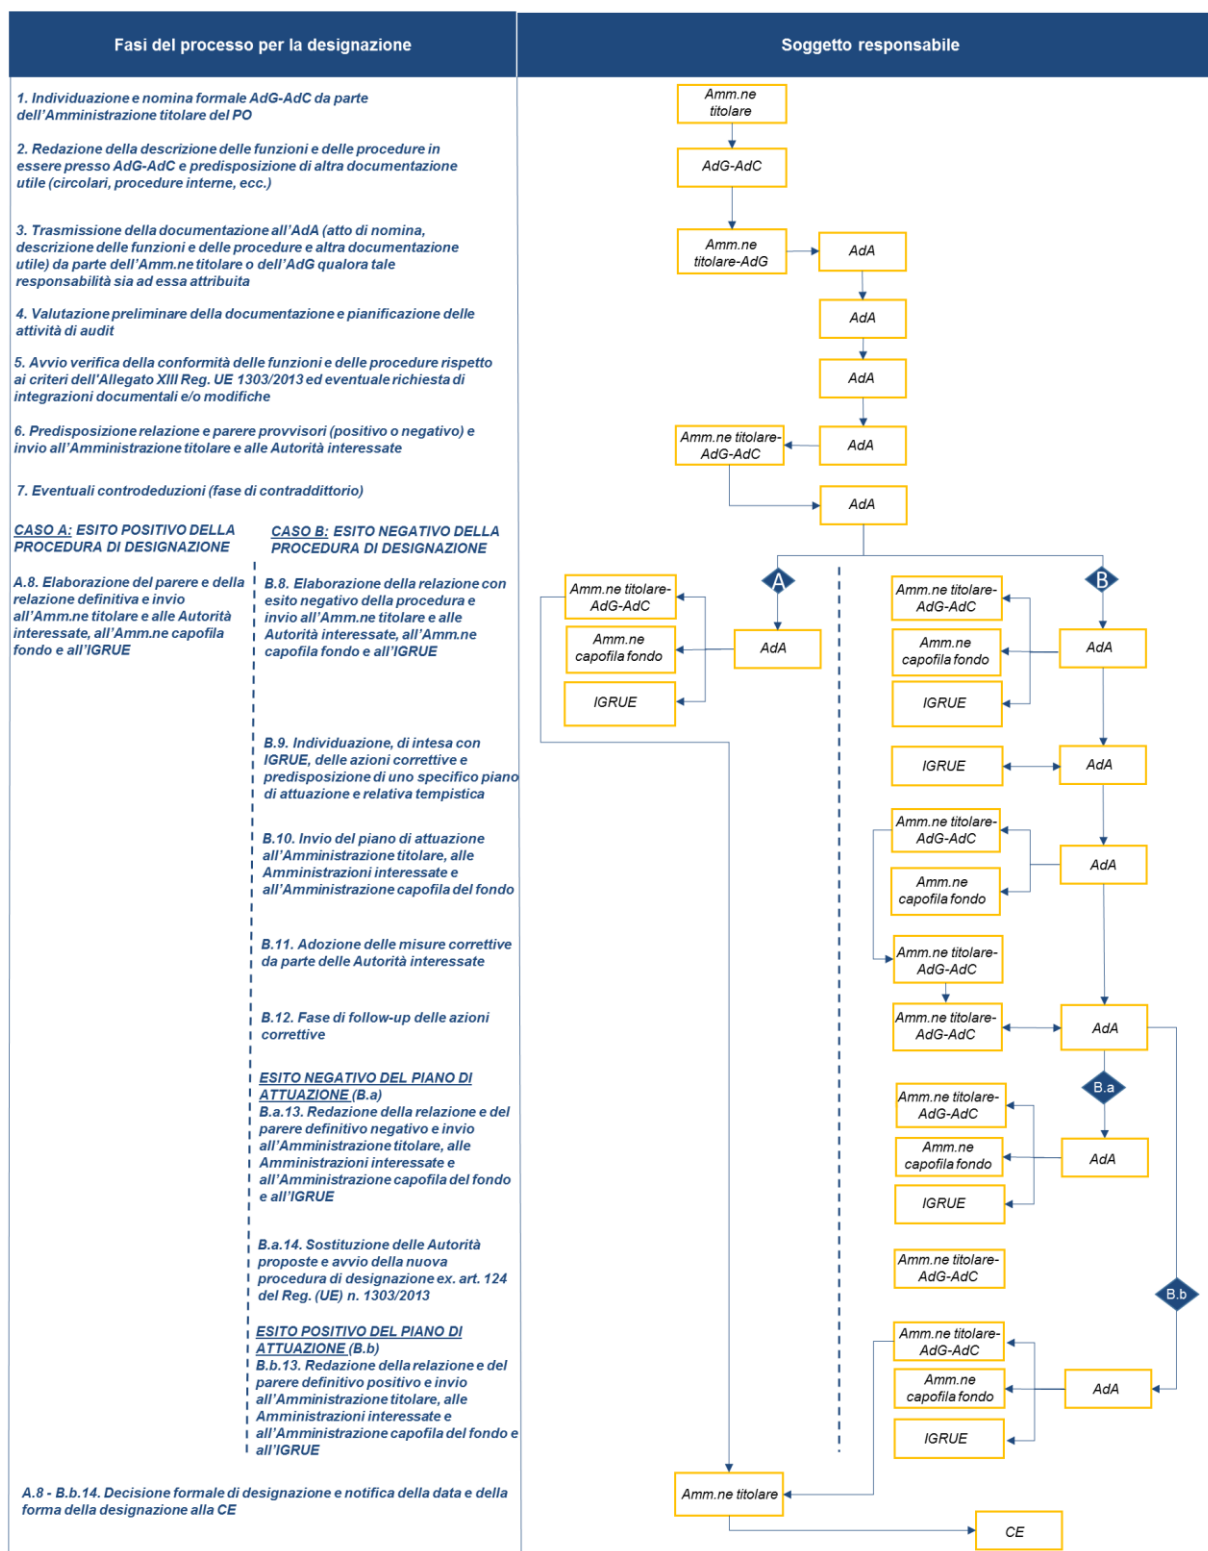 Fasi del processo per la designazione
Soggetto responsabile
1. Individuazione e nomina formale AdG-AdC da parte
dell'Amministrazione titolare del PO
2. Redazione della descrizione delle funzioni e delle procedure in
essere presso AdG-AdC e predisposizione di altra documentazione
utile (circolari, procedure interne, ecc.)
3. Trasmissione della documentazione all'AdA (atto di nomina,
descrizione delle funzioni e delle procedure e altra documentazione
utile) da parte dell'Amm.ne titolare o dell'AdG qualora tale
responsabilità sia ad essa attribuita
4. Valutazione preliminare della documentazione e pianificazione delle
attività di audit
5. Avvio verifica della conformità delle funzioni e delle procedure rispetto
ai criteri dell'Allegato XIII Reg. UE 1303/2013 ed eventuale richiesta di
integrazioni documentali e/o modifiche
6. Predisposizione relazione e parere provvisori (positivo o negativo) e
invio all'Amministrazione titolare e alle Autorità interessate
7. Eventuali controdeduzioni (fase di contraddittorio)
CASO A: ESITO POSITIVO DELLA
PROCEDURA DI DESIGNAZIONE
A.8. Elaborazione del parere e della
relazione definitiva e invio
all'Amm.ne titolare e alle Autorità
interessate, all'Amm.ne capofila
fondo e all'IGRUE
CASO B: ESITO NEGATIVO DELLA
PROCEDURA DI DESIGNAZIONE
B.8. Elaborazione della relazione con
esito negativo della procedura e
invio all'Amm.ne titolare e alle
Autorità interessate, all'Amm.ne
capofila fondo e all'IGRUE
B.9. Individuazione, di intesa con
IGRUE, delle azioni correttive e
predisposizione di uno specifico piano
di attuazione e relativa tempistica
B.10. Invio del piano di attuazione
all'Amministrazione titolare, alle
Amministrazioni interessate e
all'Amministrazione capofila del fondo
B.11. Adozione delle misure correttive
da parte delle Autorità interessate
B.12. Fase di follow-up delle azioni
correttive
ESITO NEGATIVO DEL PIANO DI
ATTUAZIONE (B.a)
B.a.13. Redazione della relazione e del
parere definitivo negativo e invio
all'Amministrazione titolare, alle
Amministrazioni interessate e
all'Amministrazione capofila del fondo
e all'IGRUE
B.a.14. Sostituzione delle Autorità
proposte e avvio della nuova
procedura di designazione ex. art. 124
del Reg. (UE) n. 1303/2013
ESITO POSITIVO DEL PIANO DI
ATTUAZIONE (B.b)
B.b.13. Redazione della relazione e del
parere definitivo positivo e invio
all'Amministrazione titolare, alle
Amministrazioni interessate e
all'Amministrazione capofila del fondo e
all'IGRUE
A.8 - B.b.14. Decisione formale di designazione e notifica della data e della
forma della designazione alla CE
Amm.ne
titolare
AdG-AdC
Amm.ne
titolare-AdG
AdA
AdA
AdA
Amm.ne titolare-
AdG-AdC
AdA
AdA
A
Amm.ne titolare-
AdG-AdC
Amm.ne
capofila fondo
AdA
IGRUE
B
Amm.ne titolare-
AdG-AdC
Amm.ne
capofila fondo
AdA
IGRUE
IGRUE
AdA
Amm.ne titolare-
AdG-AdC
AdA
Amm.ne
capofila fondo
Amm.ne titolare-
AdG-AdC
Amm.ne titolare-
AdG-AdC
AdA
B.a
Amm.ne titolare-
AdG-AdC
Amm.ne
capofila fondo
AdA
IGRUE
Amm.ne titolare-
AdG-AdC
B.b
Amm.ne titolare-
AdG-AdC
Amm.ne
capofila fondo
AdA
IGRUE
Amm.ne titolare
CE